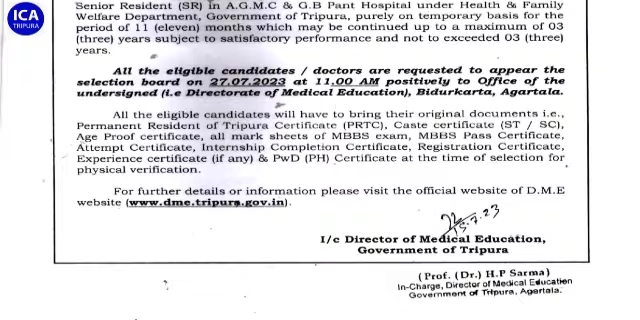 ICA
TRIPURA
Senior Resident (SR) in A.G.M.C & G.B Pant Hospital under Health & Family
Welfare Department, Government of Tripura, purely on temporary basis for the
period of 11 (eleven) months which may be continued up to a maximum of 03
(three) years subject to satisfactory performance and not to exceeded 03 (three)
years.
All the eligible candidates / doctors are requested to appear the
selection board on 27.07.2023 at 11.00 AM positively to Office of the
undersigned (i.e Directorate of Medical Education), Bidurkarta, Agartala.
All the eligible candidates will have to bring their original documents i.e.,
Permanent Resident of Tripura Certificate (PRTC), Caste certificate (ST / SC),
Age Proof certificate, all mark sheets of MBBS exam, MBBS Pass Certificate,
Attempt Certificate, Internship Completion Certificate, Registration Certificate,
Experience certificate (if any) & PwD (PH) Certificate at the time of selection for
physical verification.
For further details or information please visit the official website of D.M.E
website (www.dme.tripura.gov.in).
15.7.23
I/c Director of Medical Education,
Government of Tripura
(Prof. (Dr.) H.P Sarma)
In-Charge, Director of Medical Education
Government of Tripura, Agartala.